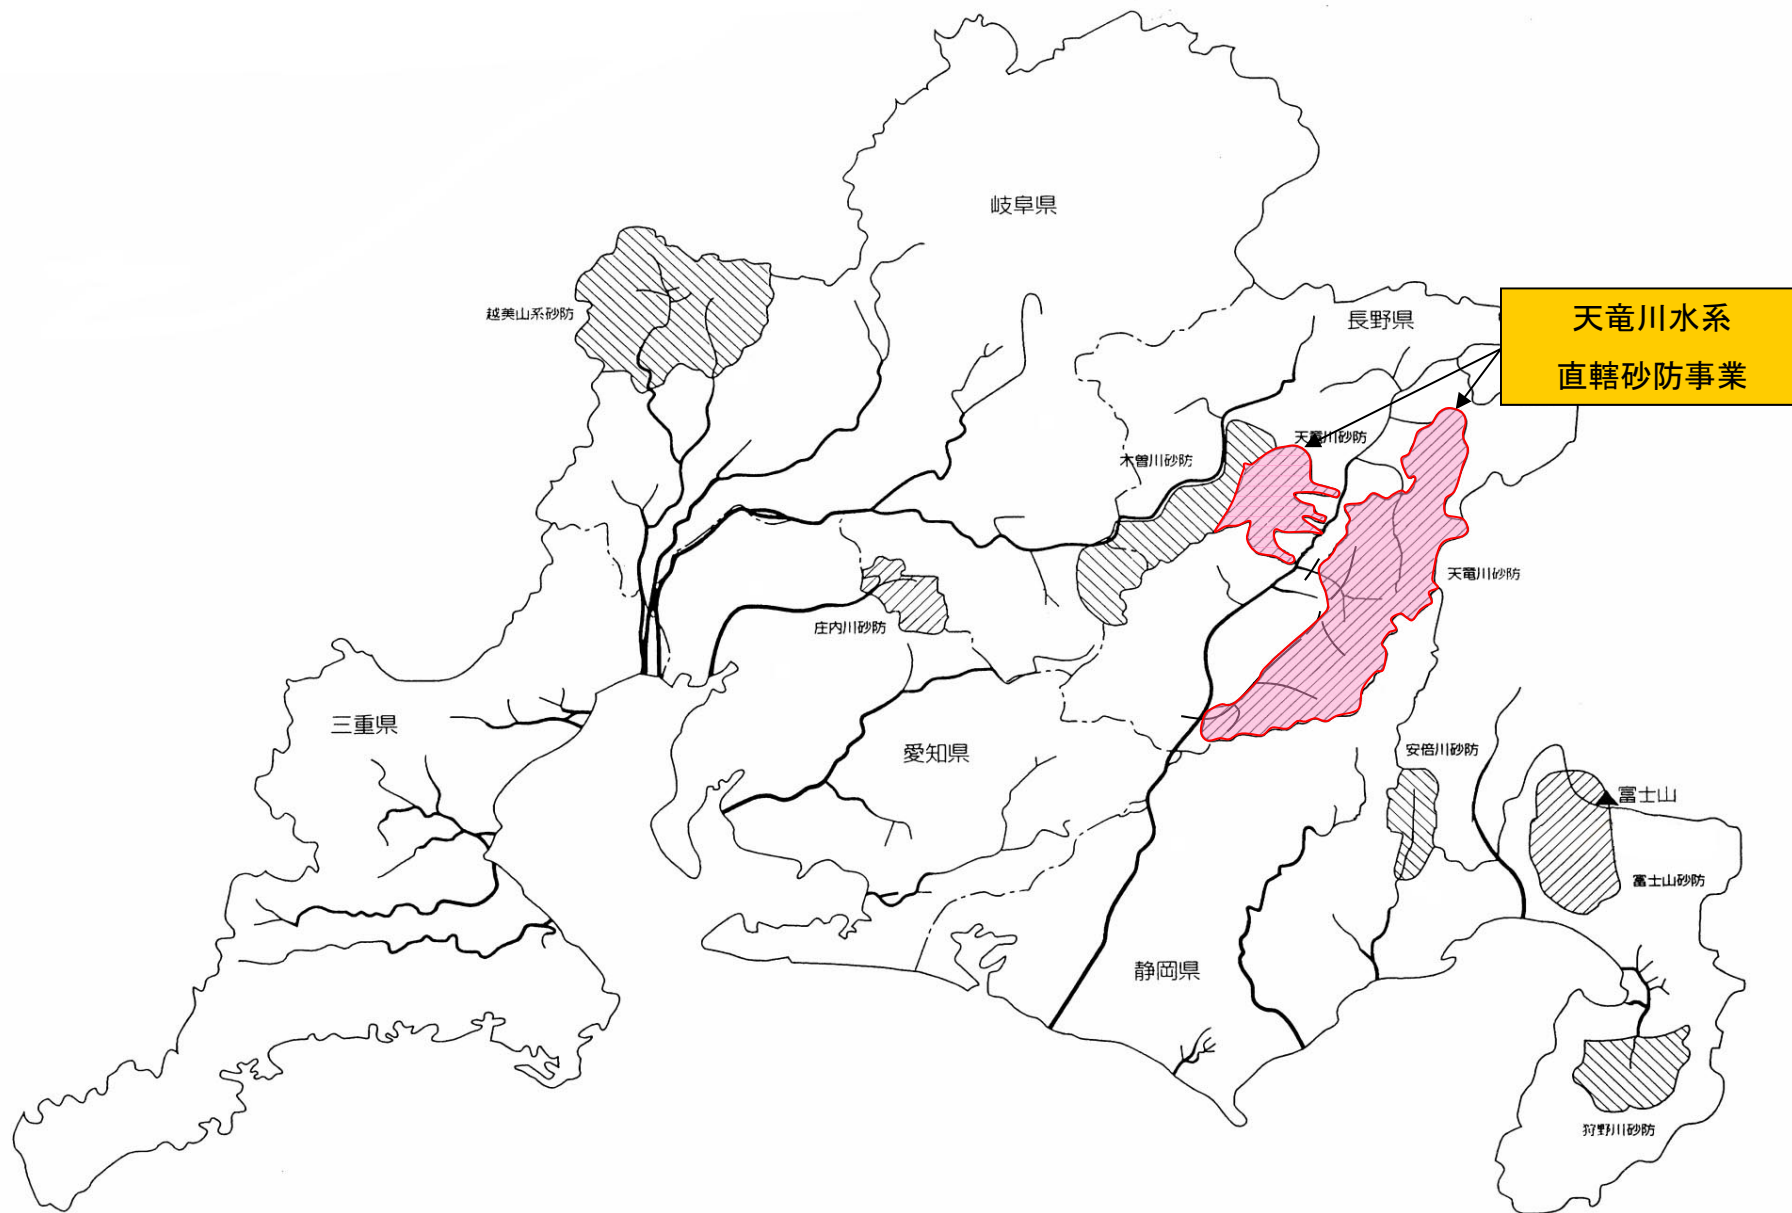 岐阜県
越美山系砂防
長野県
天竜川水系
直轄砂防事業
天竜川砂防
木曽川砂防
天竜川砂防
庄内川砂防
三重県
愛知県
安倍川砂防
富士山
富士山砂防
静岡県
狩野川砂防